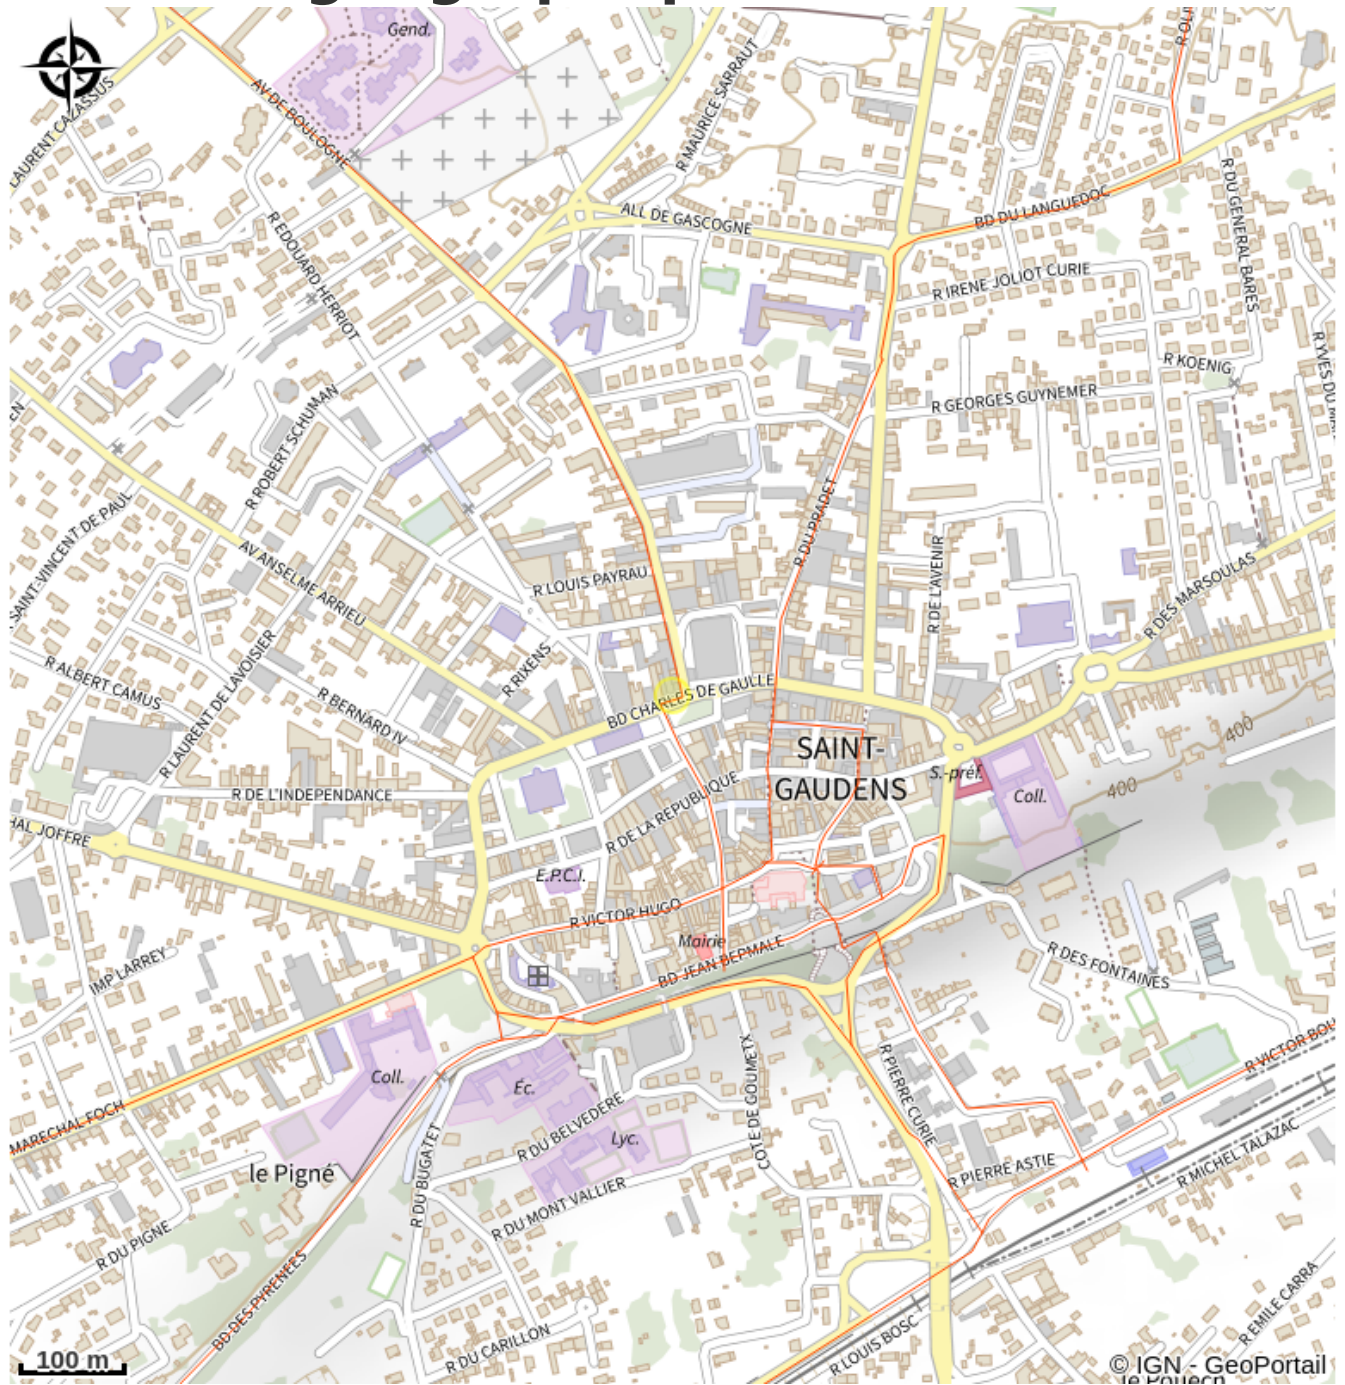 Gend.
R OLI
LAURENT CAZASSUS
AV DE BOULOGNE
R MAURICE SARRAUT
R EDOUARD HERRIOT
ALL DE GASCOGNE
BD DU LANGUEDOC
R DU GENERAL BARES
R IRENE JOLIOT CURIE
R KOENIG
R YVES DU MA
R GEORGES GUYNEMER
EN
R ROBERT SCHUMAN
SAINT-VINCENT DE PAUL
AV ANSELME ARRIEU
R LOUIS PAYRAU
R DU PRADET
R DE L'AVENIR
R DES MARSOULAS
R ALBERT CAMUS
R LAURENT DE LAVOISIER
R BERNARD IV
R RIXENS
BD CHARLES DE GAULLE
SAINT-
GAUDENS
S.-préf.
Coll.
400
400
R DE L'INDEPENDANCE
HAL JOFFRE
R DE LA REPUBLIQUE
E.P.C.I.
R VICTOR HUGO
Mairie
BD JEAN BEPMALE
IMP LARREY
R DES FONTAINES
R VICTOR BOU
MARECHAL FOCH
Coll.
Éc.
Lyc.
R DU BELVEDERE
COTE DE GOUMETX
R PIERRE CURIE
le Pigné
R DU BUGATET
R DU MONT VALLIER
R PIERRE ASTIE
R MICHEL TALAZAC
R DU PIGNE
BD DES PYRENEES
R DU CARILLON
R LOUIS BOSC
R EMILE CARRA
100 m
© IGN - GeoPortail
le Pouech